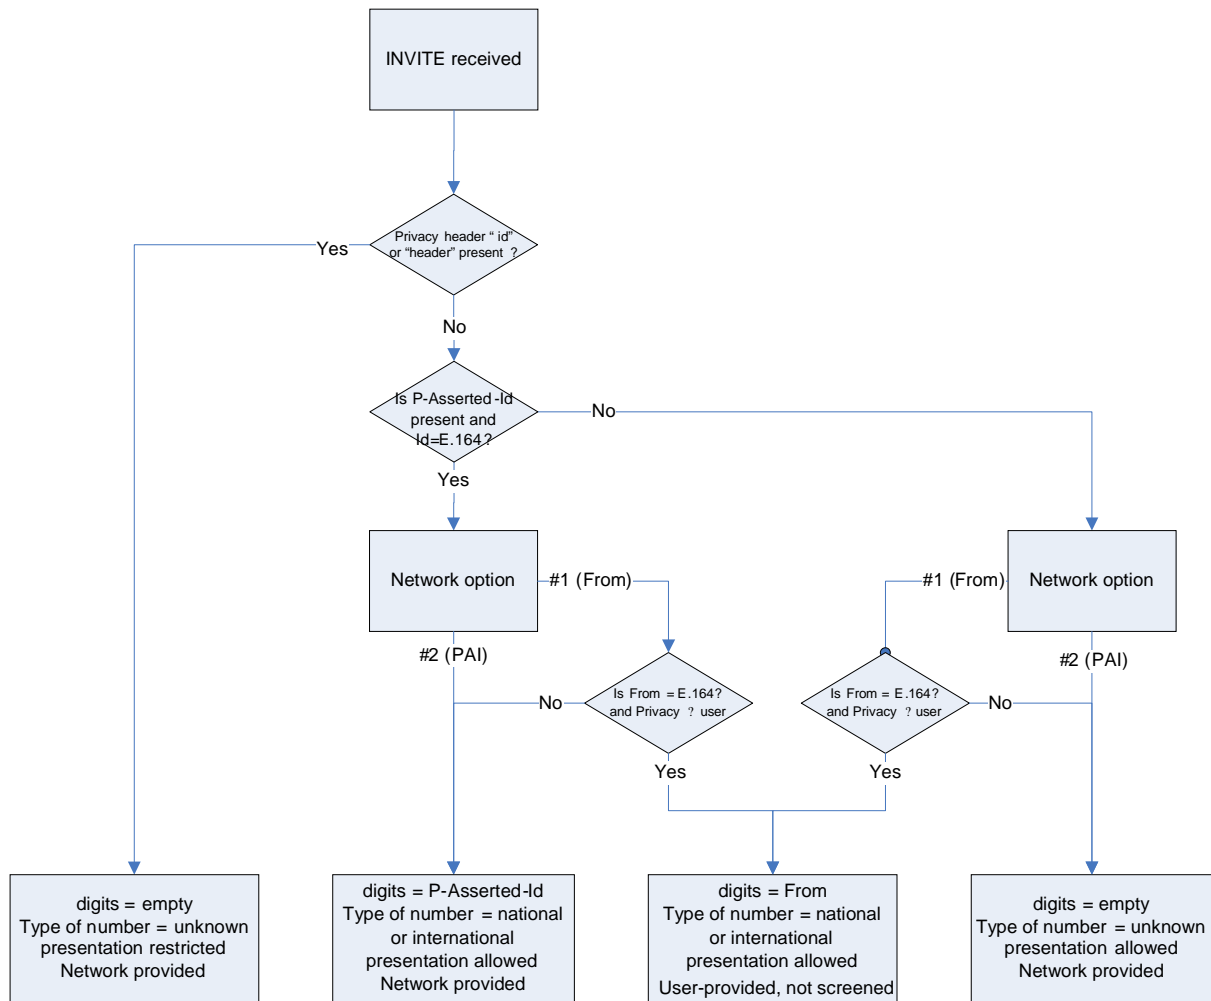 INVITE received
Privacy header “ id”
or “header” present ?
Yes
No
Is P-Asserted-Id
present and
Id=E.164?
No
Yes
Network option
#1 (From)
#1 (From)
Network option
#2 (PAI)
#2 (PAI)
Is From = E.164?
and Privacy ? user
Is From = E.164?
and Privacy ? user
No
No
Yes
Yes
digits = empty
Type of number = unknown
presentation restricted
Network provided
digits = P-Asserted-Id
Type of number = national
or international
presentation allowed
Network provided
digits = From
Type of number = national
or international
presentation allowed
User-provided, not screened
digits = empty
Type of number = unknown
presentation allowed
Network provided